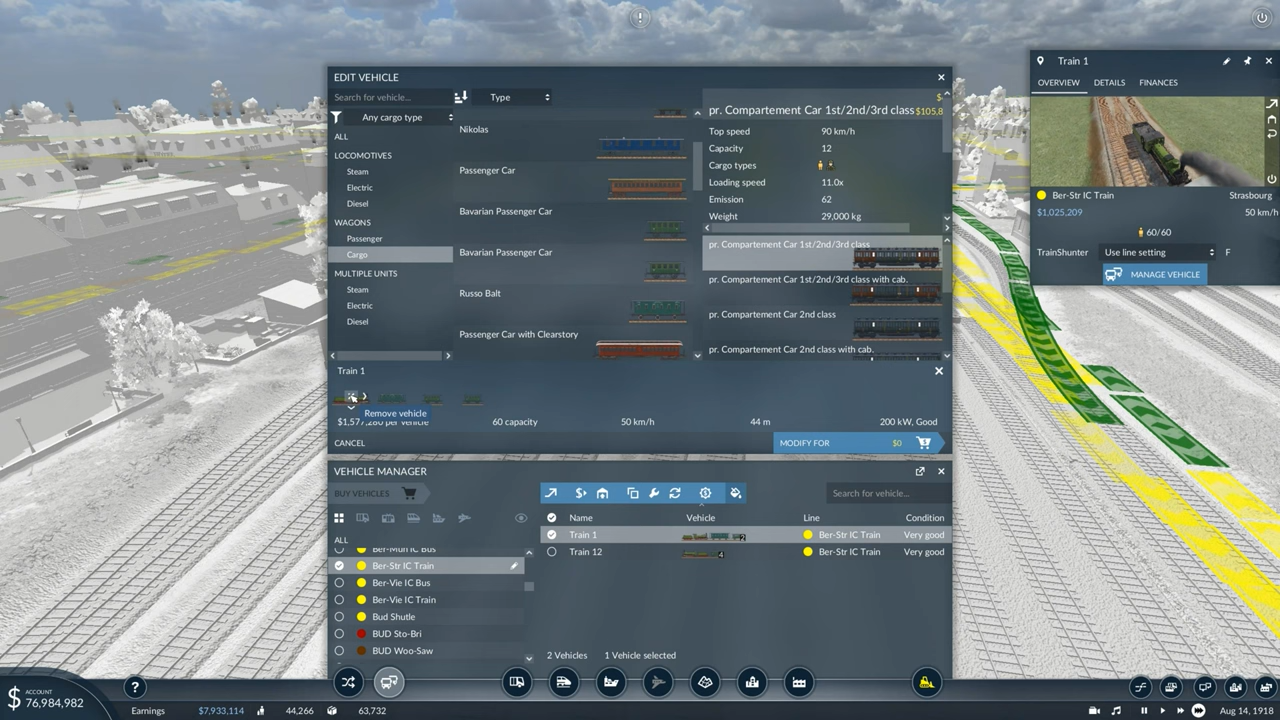 EDIT VEHICLE
Search for vehicle...
Type
Any cargo type
ALL
LOCOMOTIVES
Steam
Electric
Diesel
WAGONS
Passenger
Cargo
MULTIPLE UNITS
Steam
Electric
Diesel
Nikolas
Passenger Car
Bavarian Passenger Car
Bavarian Passenger Car
Russo Balt
Passenger Car with Clearstory
$
pr. Compartement Car 1st/2nd/3rd class $105,8
Top speed 90 km/h
Capacity 12
Cargo types
Loading speed 11.0x
Emission 62
Weight 29,000 kg
pr. Compartement Car 1st/2nd/3rd class
pr. Compartement Car 1st/2nd/3rd class with cab.
pr. Compartement Car 2nd class
pr. Compartement Car 2nd class with cab.
Train 1
Remove vehicle
per vehicle 60 capacity 50 km/h 44 m 200 kW, Good
CANCEL
MODIFY FOR $0
VEHICLE MANAGER
BUY VEHICLES
Search for vehicle...
ALL
Ber-Mun IC Bus
Ber-Str IC Train
Ber-Vie IC Bus
Ber-Vie IC Train
Bud Shutle
BUD Sto-Bri
BUD Woo-Saw
Name Vehicle Line Condition
Train 1 2 Ber-Str IC Train Very good
Train 12 4 Ber-Str IC Train Very good
2 Vehicles 1 Vehicle selected
Train 1
OVERVIEW DETAILS FINANCES
Ber-Str IC Train Strasbourg
$1,025,209 50 km/h
60/60
TrainShunter Use line setting F
MANAGE VEHICLE
$ ACCOUNT
76,984,982
?
Earnings $7,933,114 44,266 63,732
Aug 14, 1918